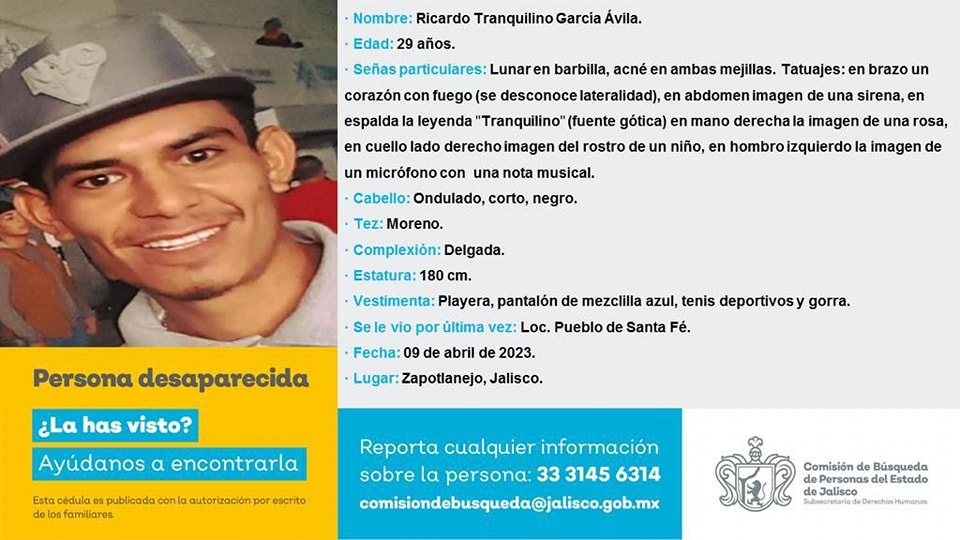 · Nombre: Ricardo Tranquilino García Ávila.
· Edad: 29 años.
· Señas particulares: Lunar en barbilla, acné en ambas mejillas. Tatuajes: en brazo un
corazón con fuego (se desconoce lateralidad), en abdomen imagen de una sirena, en
espalda la leyenda "Tranquilino" (fuente gótica) en mano derecha la imagen de una rosa,
en cuello lado derecho imagen del rostro de un niño, en hombro izquierdo la imagen de
un micrófono con una nota musical.
· Cabello: Ondulado, corto, negro.
· Tez: Moreno.
· Complexión: Delgada.
· Estatura: 180 cm.
· Vestimenta: Playera, pantalón de mezclilla azul, tenis deportivos y gorra.
· Se le vio por última vez: Loc. Pueblo de Santa Fé.
· Fecha: 09 de abril de 2023.
· Lugar: Zapotlanejo, Jalisco.
Persona desaparecida
¿La has visto?
Ayúdanos a encontrarla
Esta cédula es publicada con la autorización por escrito
de los familiares.
Reporta cualquier información
sobre la persona: 33 3145 6314
comisiondebusqueda@jalisco.gob.mx
Comisión de Búsqueda
de Personas del Estado
de Jalisco
Subsecretaría de Derechos Humanos